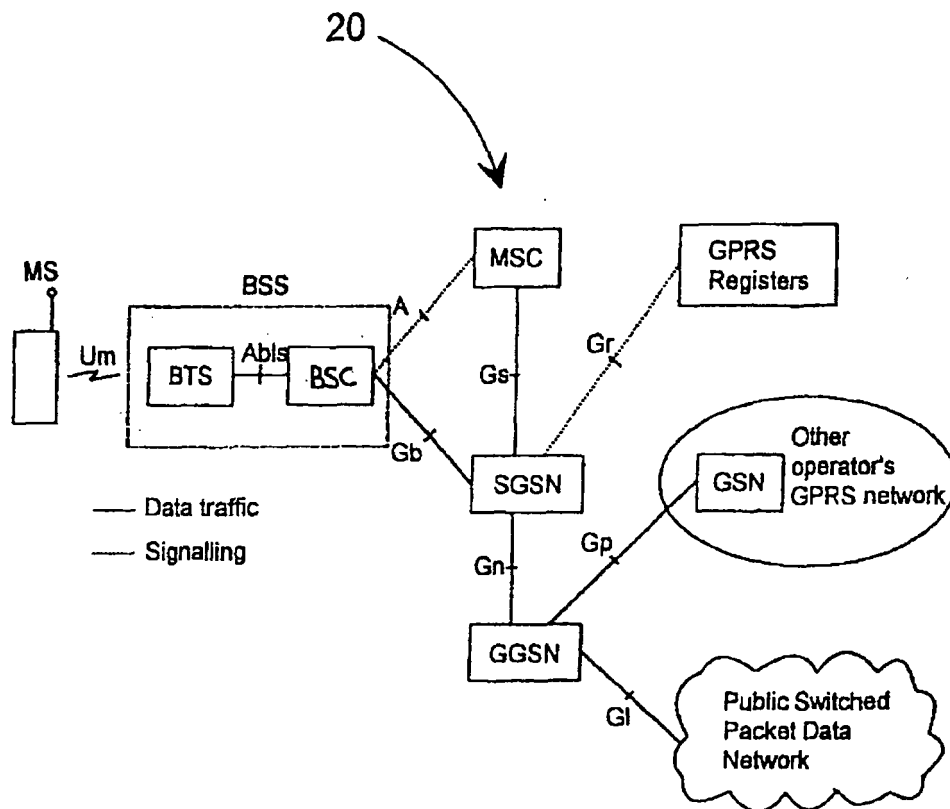 20
MSC
GPRS
Registers
MS
BSS
A
Gr
Um
Abis
BTS
BSC
Gs
Gb
Other
operator's
GPRS network
SGSN
GSN
Data traffic
Signalling
Gn
Gp
GGSN
GI
Public Switched
Packet Data
Network